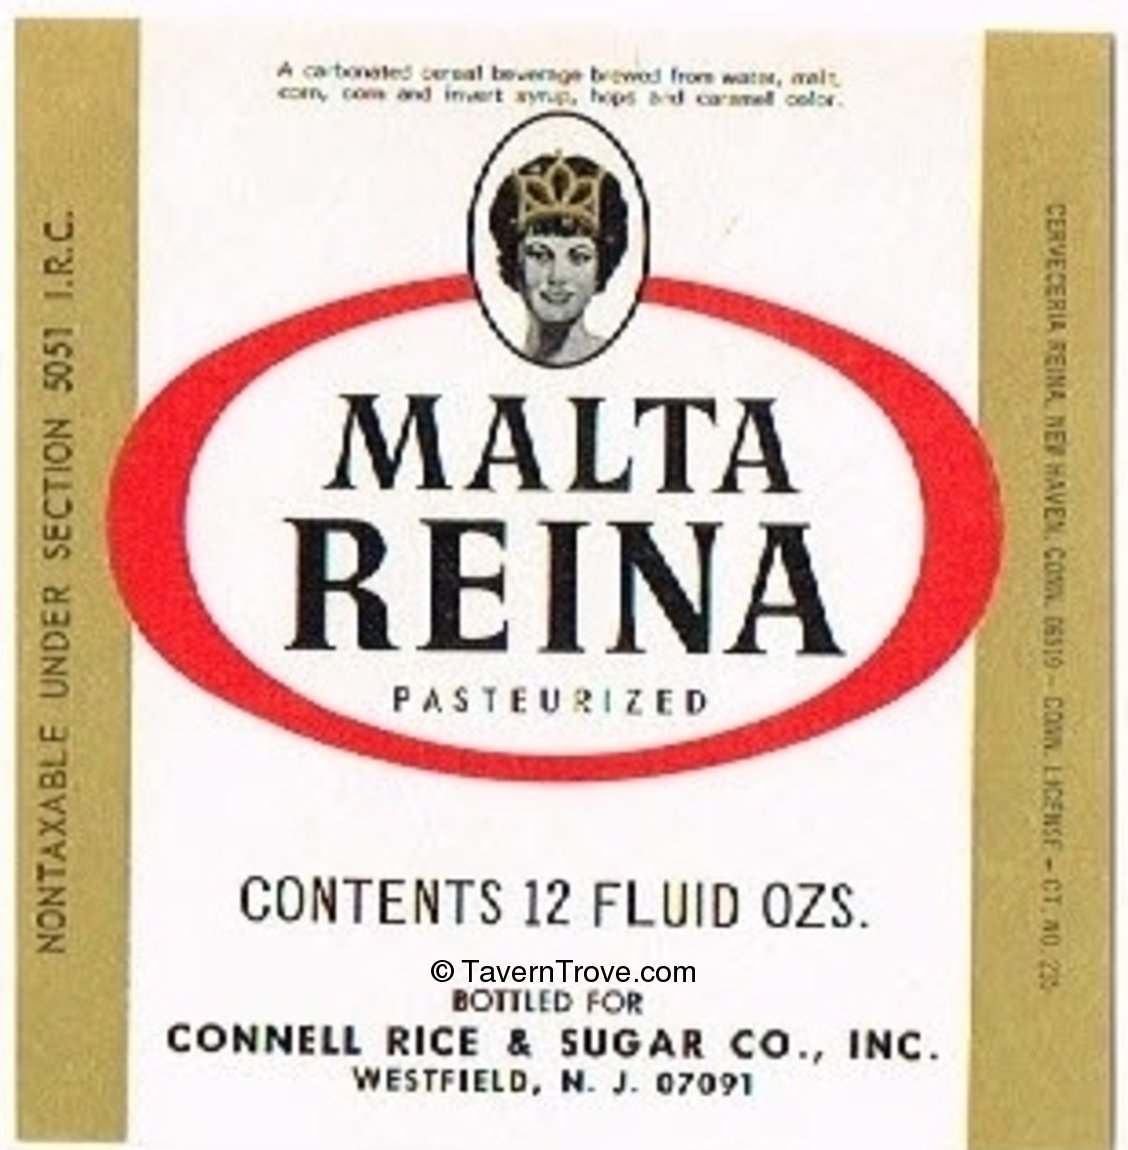 A carbonated cereal beverage brewed from water, malt,
corn, cane and invert syrup, hops and caramel color.
MALTA
REINA
PASTEURIZED
CONTENTS 12 FLUID OZS.
© TavernTrove.com
BOTTLED FOR
CONNELL RICE & SUGAR CO., INC.
WESTFIELD, N. J. 07091
NONTAXABLE UNDER SECTION 5051 I.R.C.
CERVECERIA REINA, NEW HAVEN, CONN. 06519 - CONN. LICENSE - CT. NO.